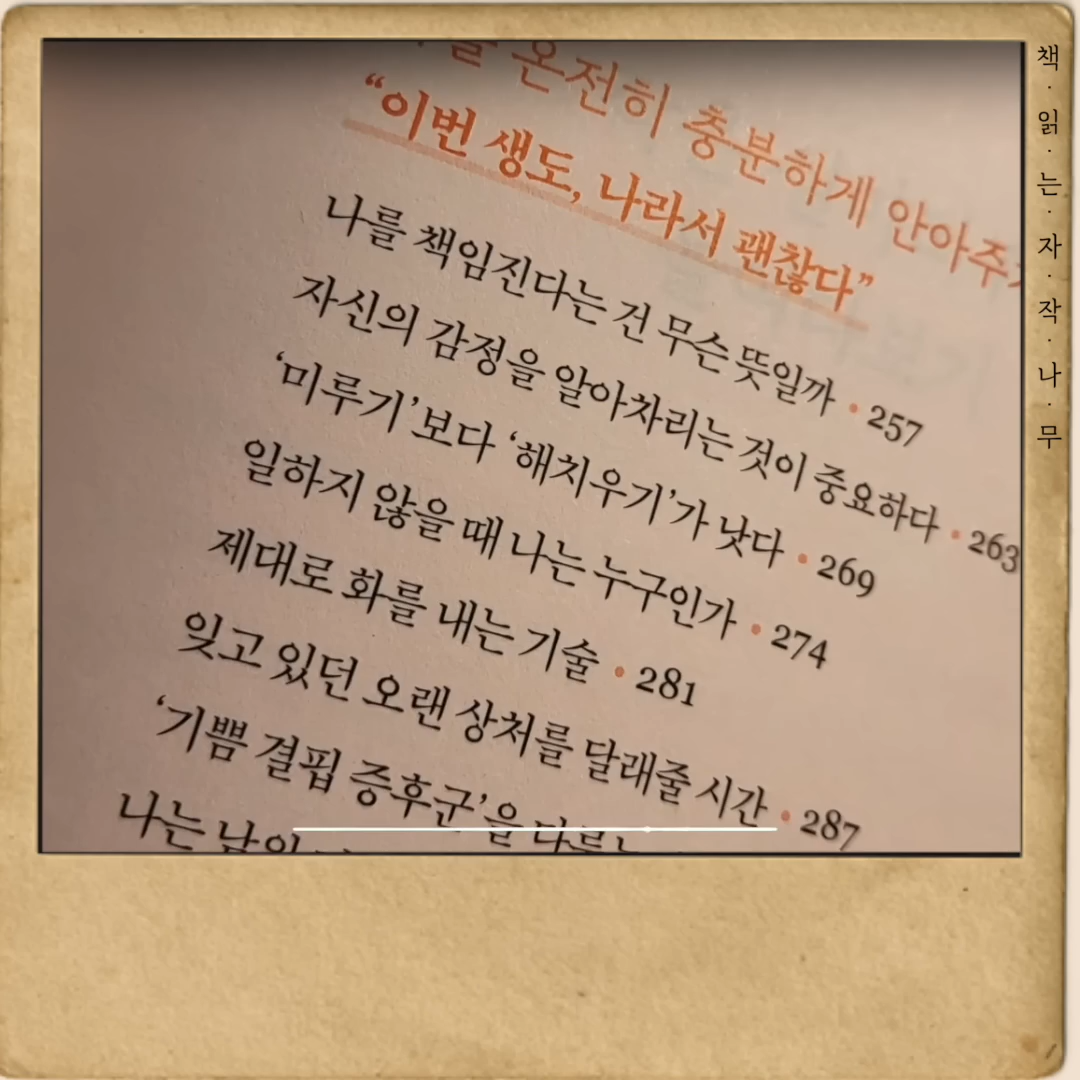 온전히 충분하게
“이번 생도, 나라서 괜찮다”
나를 책임진다는 건 무슨 뜻일까 • 257
자신의 감정을 알아차리는 것이 중요하다 • 263
‘미루기’보다 ‘해치우기’가 낫다 • 269
일하지 않을 때 나는 누구인가 • 274
제대로 화를 내는 기술 • 281
잊고 있던 오랜 상처를 달래줄 시간 • 287
‘기쁨 결핍 증후군’을
나는
책·읽·는·자·작·나·무